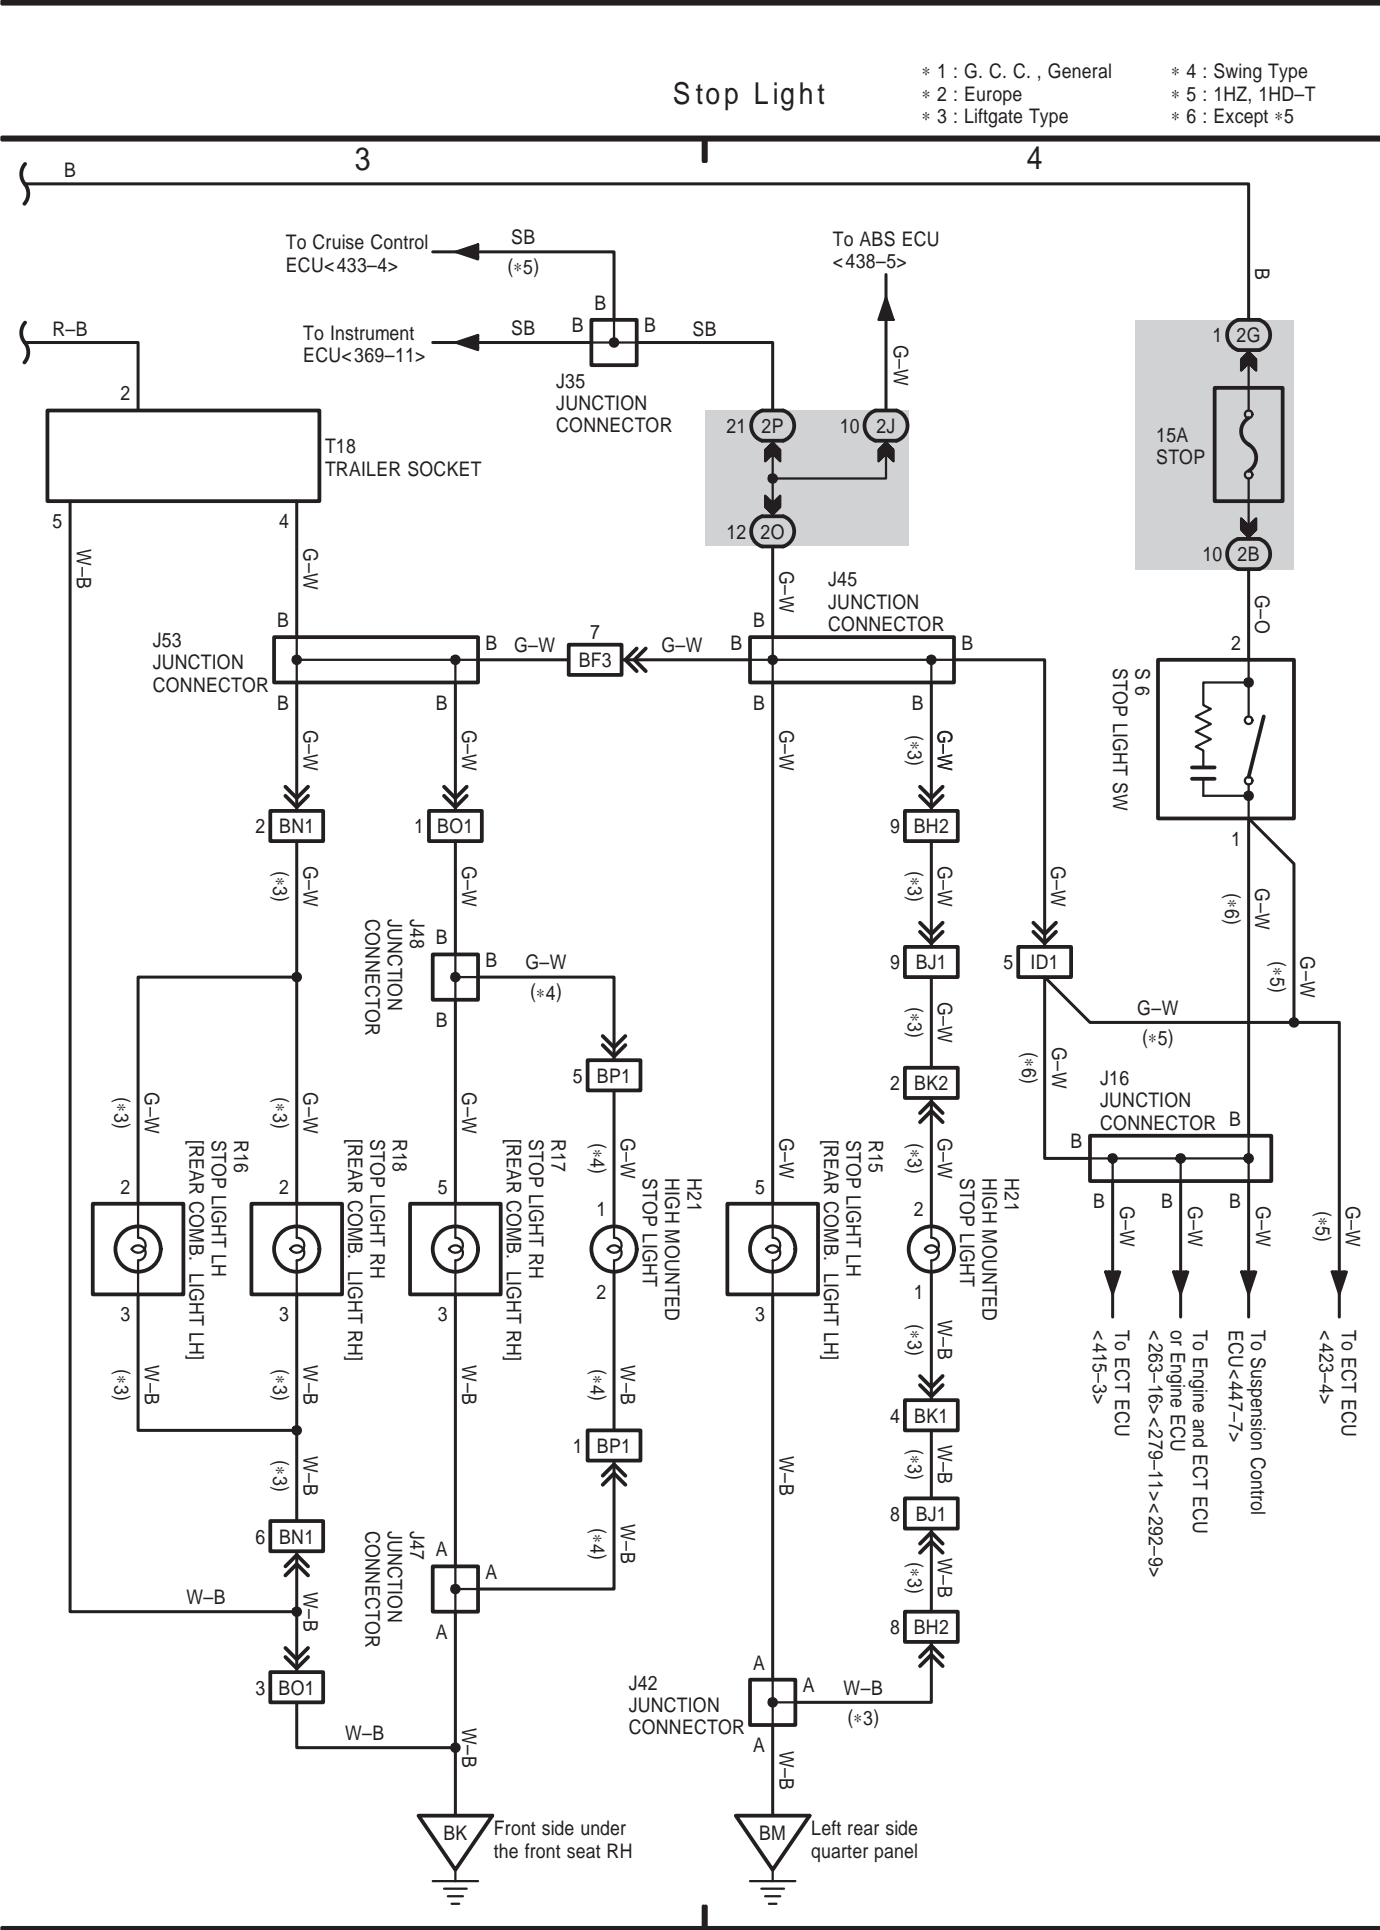 Stop Light
∗ 1 : G. C. C. , General
∗ 2 : Europe
∗ 3 : Liftgate Type
∗ 4 : Swing Type
∗ 5 : 1HZ, 1HD–T
∗ 6 : Except ∗5
3
4
B
To Cruise Control
ECU<433–4>
SB
(∗5)
To ABS ECU
<438–5>
B
R–B
To Instrument
ECU<369–11>
SB
B
B
B
SB
G–W
1
2G
J35
JUNCTION
CONNECTOR
2
T18
TRAILER SOCKET
21
2P
10
2J
15A
STOP
5
4
12
2O
10
2B
W–B
G–W
G–W
G–O
J45
JUNCTION
CONNECTOR
J53
JUNCTION
CONNECTOR
B
B
G–W
7
BF3
G–W
B
B
B
2
S 6
STOP LIGHT SW
B
B
B
B
G–W
G–W
G–W
G–W
(∗3)
2
BN1
1
BO1
9
BH2
1
G–W
(∗3)
G–W
G–W
(∗3)
G–W
G–W
(∗6)
G–W
(∗5)
J48
JUNCTION
CONNECTOR
B
B
B
G–W
(∗4)
9
BJ1
5
ID1
G–W
(∗3)
G–W
(∗5)
G–W
(∗6)
5
BP1
2
BK2
J16
JUNCTION
CONNECTOR
B
B
G–W
(∗3)
G–W
(∗3)
G–W
G–W
(∗4)
G–W
G–W
(∗3)
R16
STOP LIGHT LH
[REAR COMB. LIGHT LH]
R18
STOP LIGHT RH
[REAR COMB. LIGHT RH]
R17
STOP LIGHT RH
[REAR COMB. LIGHT RH]
H21
HIGH MOUNTED
STOP LIGHT
R15
STOP LIGHT LH
[REAR COMB. LIGHT LH]
H21
HIGH MOUNTED
STOP LIGHT
2
2
5
1
5
2
B
B
B
G–W
G–W
G–W
G–W
(∗5)
3
3
3
2
3
1
To ECT ECU
<415–3>
To Engine and ECT ECU
or Engine ECU
<263–16><279–11><292–9>
To Suspension Control
ECU<447–7>
To ECT ECU
<423–4>
W–B
(∗3)
W–B
(∗3)
W–B
W–B
(∗4)
W–B
W–B
(∗3)
4
BK1
1
BP1
W–B
(∗3)
W–B
(∗3)
6
BN1
8
BJ1
J47
JUNCTION
CONNECTOR
A
A
A
W–B
(∗4)
W–B
(∗3)
W–B
W–B
8
BH2
3
BO1
J42
JUNCTION
CONNECTOR
A
A
A
W–B
(∗3)
W–B
W–B
W–B
BK
Front side under
the front seat RH
BM
Left rear side
quarter panel